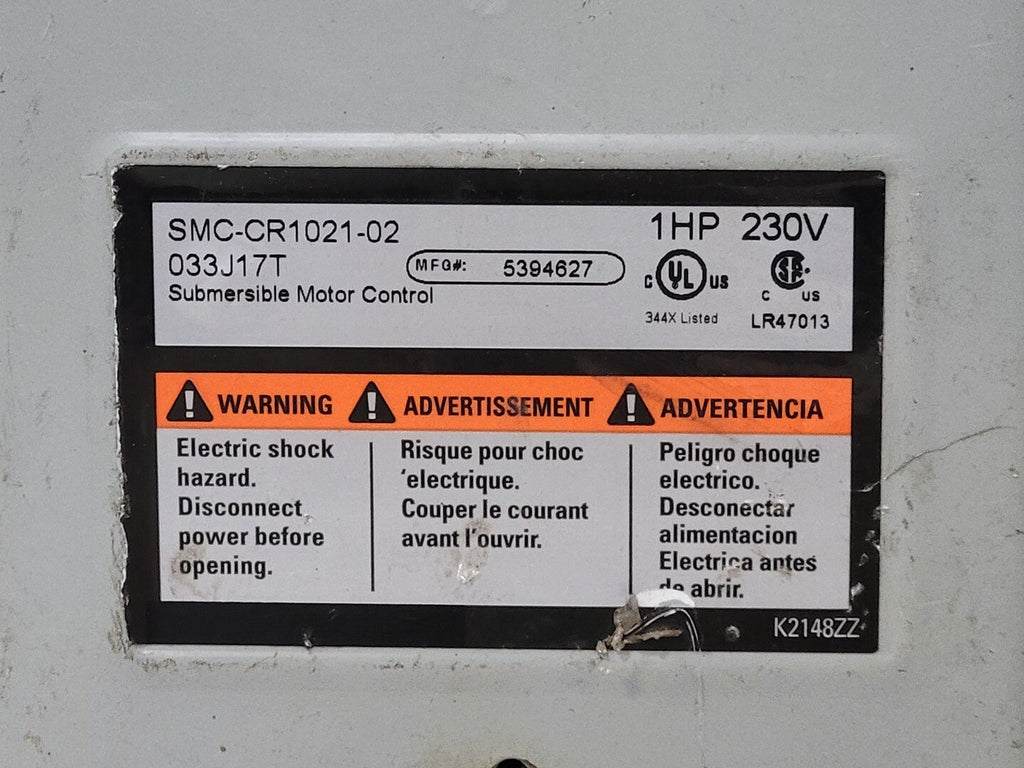 SMC-CR1021-02
1HP 230V
033J17T
MFG#: 5394627
C UL US
SA
C US
Submersible Motor Control
344X Listed
LR47013
! WARNING
Electric shock
hazard.
Disconnect
power before
opening.
! ADVERTISSEMENT
Risque pour choc
'electrique.
Couper le courant
avant l'ouvrir.
! ADVERTENCIA
Peligro choque
electrico.
Desconectar
alimentacion
Electrica antes
de abrir.
K2148ZZ